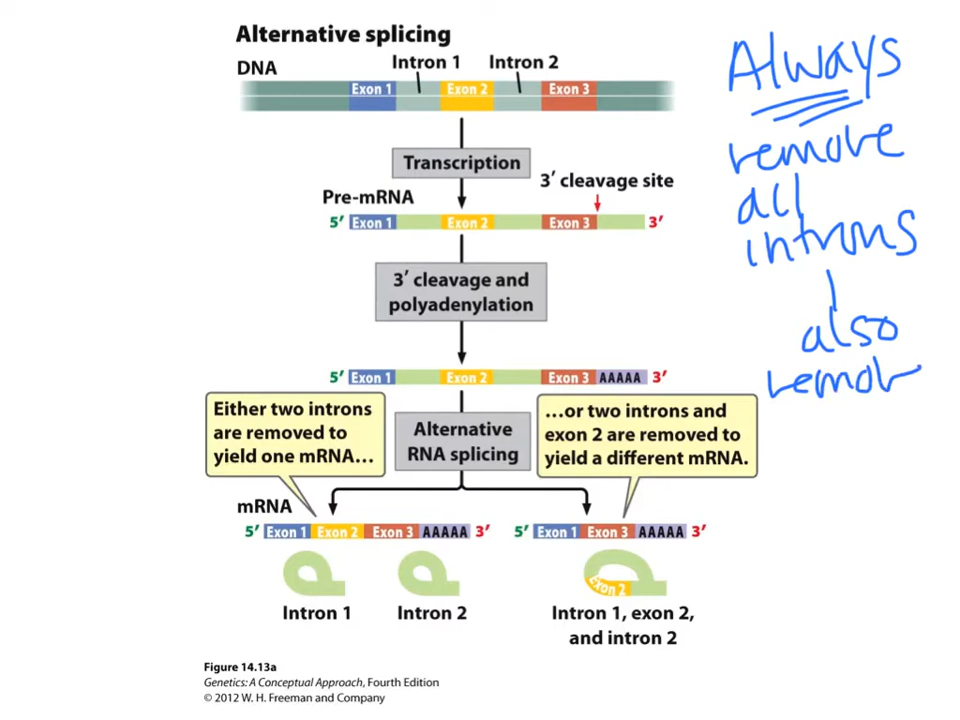 Alternative splicing
Intron 1 Intron 2
DNA
Exon 1 Exon 2 Exon 3
Transcription
3′ cleavage site
Pre-mRNA
5′ Exon 1 Exon 2 Exon 3 3′
3′ cleavage and
polyadenylation
5′ Exon 1 Exon 2 Exon 3 AAAAA 3′
Either two introns
are removed to
yield one mRNA…
Alternative
RNA splicing
…or two introns and
exon 2 are removed to
yield a different mRNA.
mRNA
5′ Exon 1 Exon 2 Exon 3 AAAAA 3′
5′ Exon 1 Exon 3 AAAAA 3′
Exon 2
Intron 1
Intron 2
Intron 1, exon 2,
and intron 2
Figure 14.13a
Genetics: A Conceptual Approach, Fourth Edition
© 2012 W. H. Freeman and Company
Always
remove
all
introns
also
remov